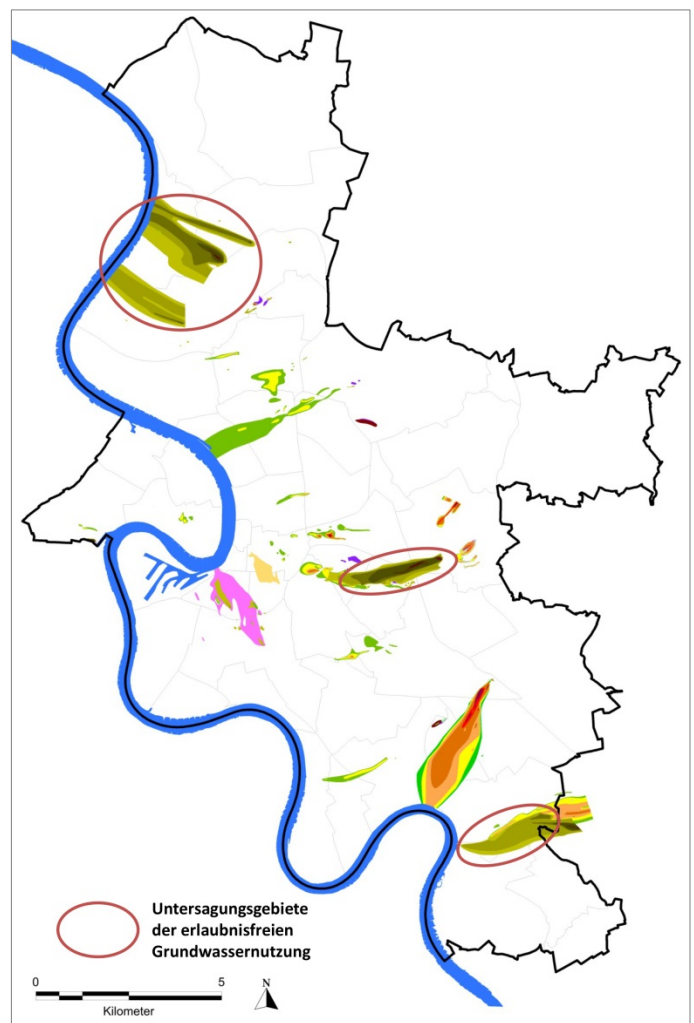 Untersagungsgebiete
der erlaubnisfreien
Grundwassernutzung
0 5
Kilometer
N